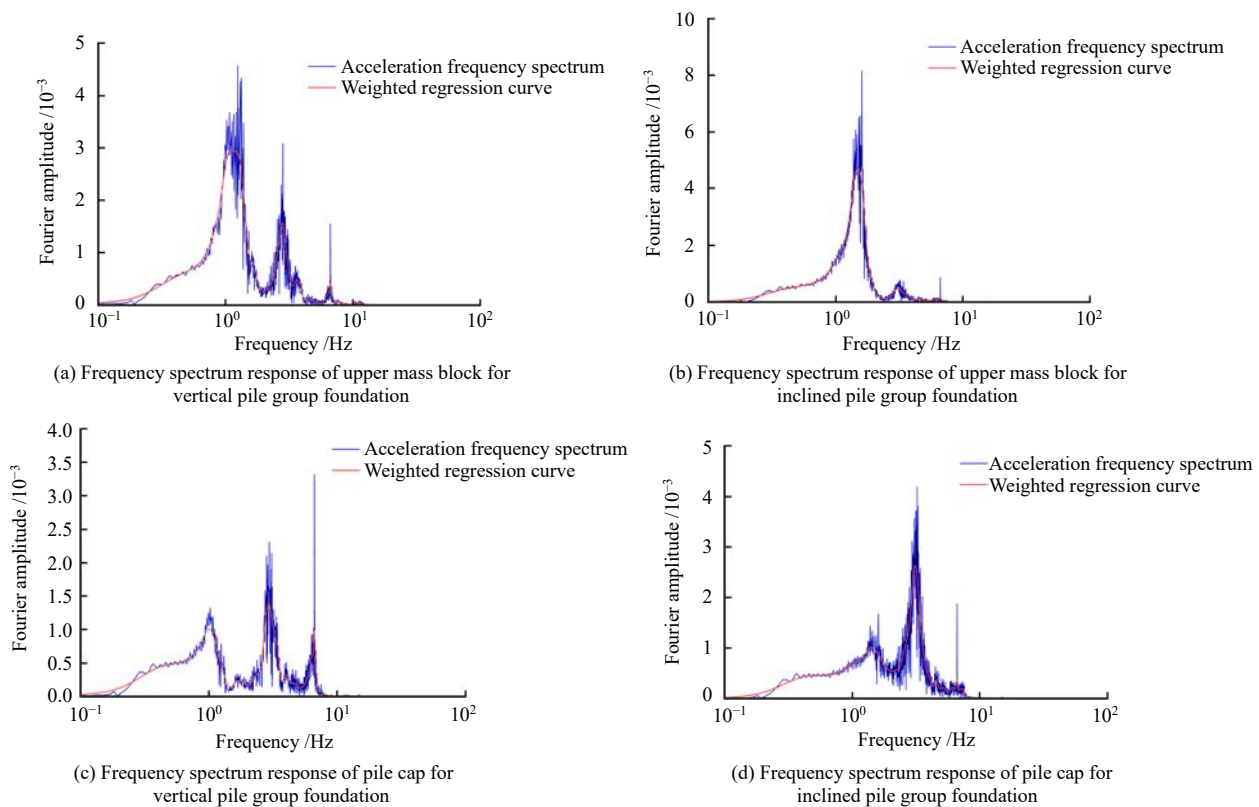 5
4
3
2
1
0
Fourier amplitude /10⁻³
Acceleration frequency spectrum
Weighted regression curve
10⁻¹ 10⁰ 10¹ 10²
Frequency /Hz
(a) Frequency spectrum response of upper mass block for
vertical pile group foundation
10
8
6
4
2
0
Fourier amplitude /10⁻³
Acceleration frequency spectrum
Weighted regression curve
10⁻¹ 10⁰ 10¹ 10²
Frequency /Hz
(b) Frequency spectrum response of upper mass block for
inclined pile group foundation
4.0
3.5
3.0
2.5
2.0
1.5
1.0
0.5
0.0
Fourier amplitude /10⁻³
Acceleration frequency spectrum
Weighted regression curve
10⁻¹ 10⁰ 10¹ 10²
Frequency /Hz
(c) Frequency spectrum response of pile cap for
vertical pile group foundation
5
4
3
2
1
0
Fourier amplitude /10⁻³
Acceleration frequency spectrum
Weighted regression curve
10⁻¹ 10⁰ 10¹ 10²
Frequency /Hz
(d) Frequency spectrum response of pile cap for
inclined pile group foundation